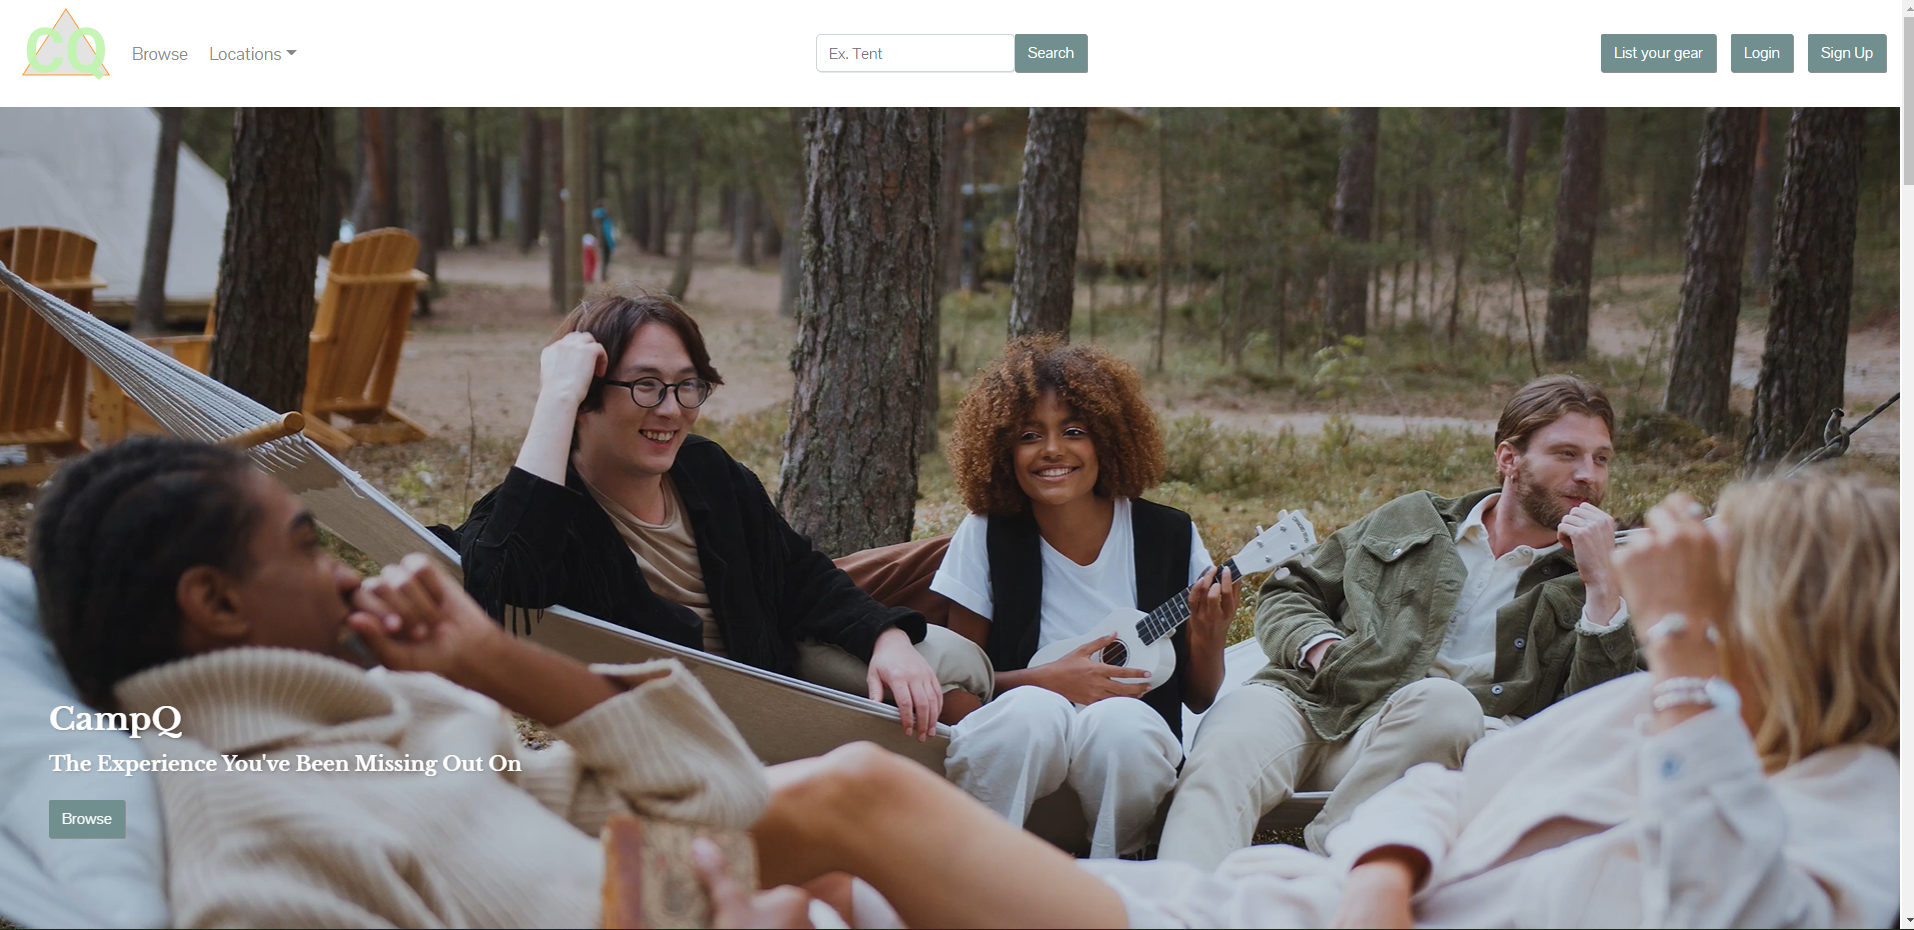 CQ
Browse
Locations
Ex. Tent
Search
List your gear
Login
Sign Up
CampQ
The Experience You've Been Missing Out On
Browse